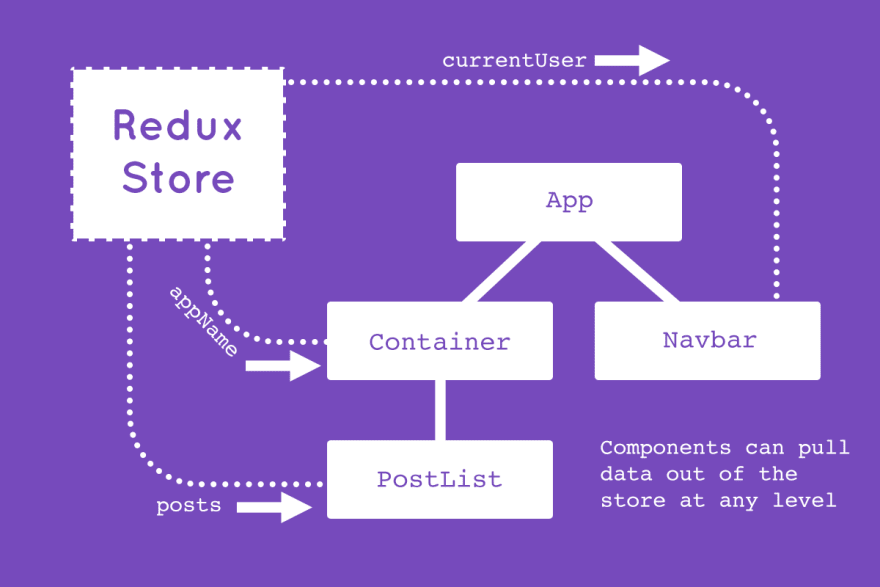 currentUser
Redux
Store
App
appName
Container
Navbar
Components can pull
data out of the
store at any level
PostList
posts